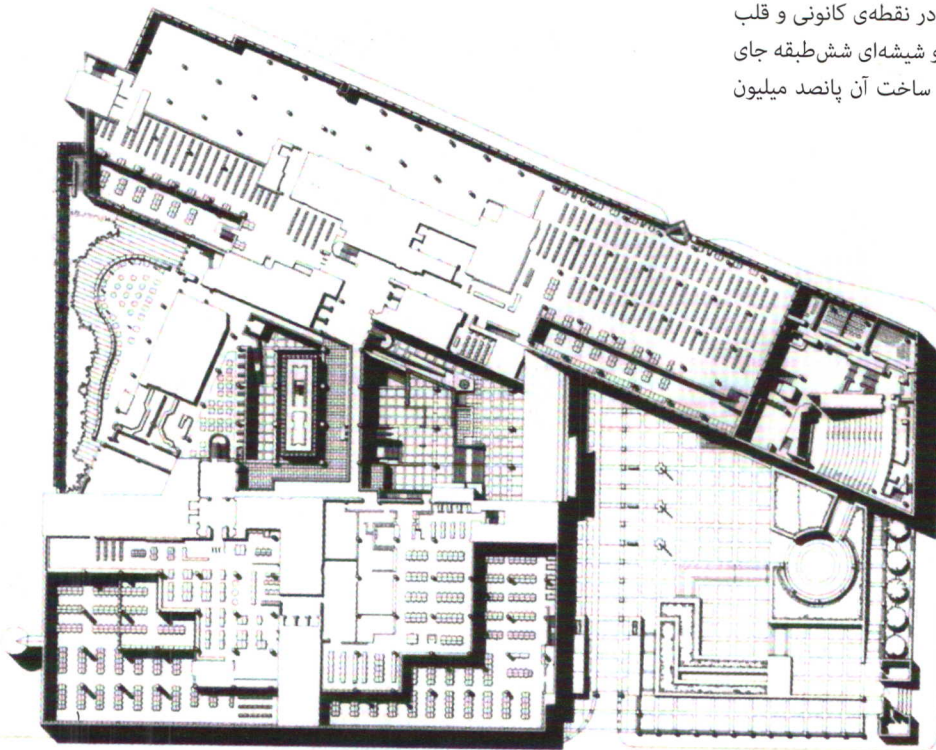 در نقطه‌ی کانونی و قلب
و شیشه‌ای شش‌طبقه جای
ساخت آن پانصد میلیون